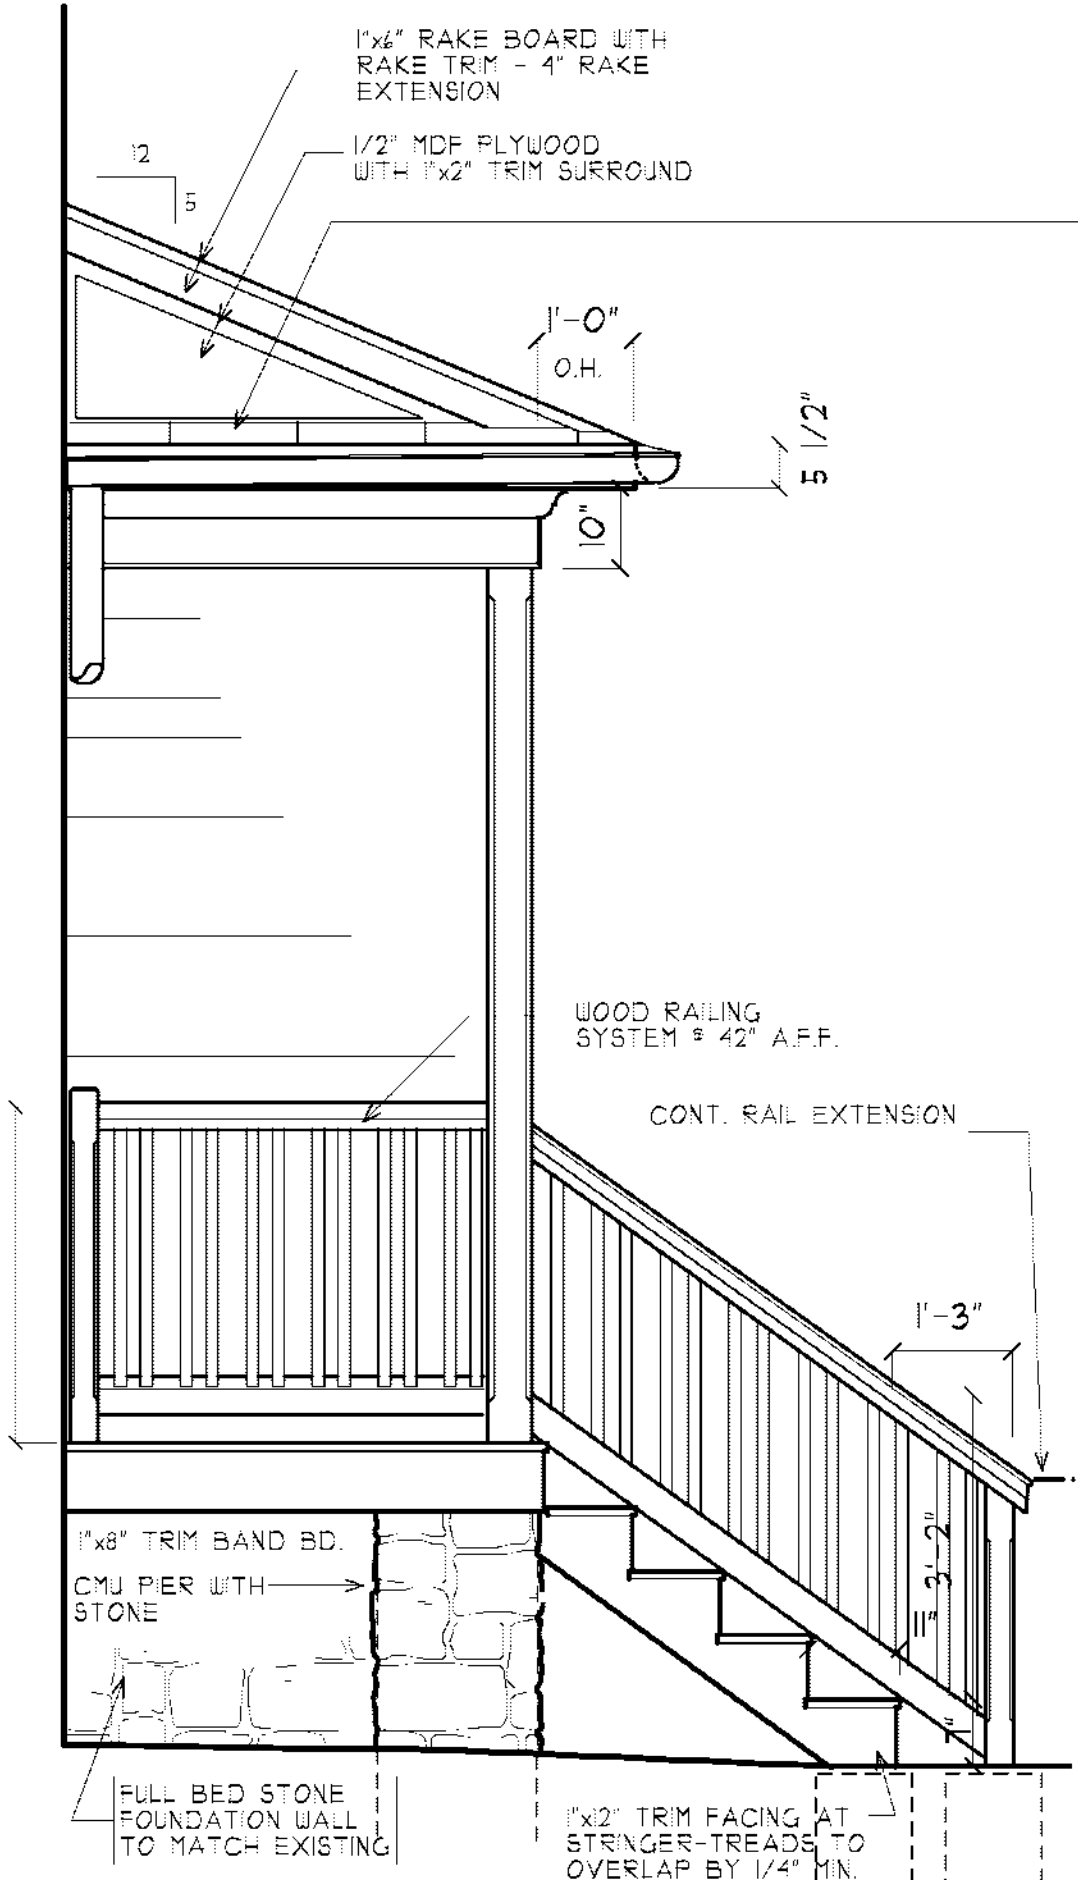 1"x6" RAKE BOARD WITH
RAKE TRIM - 4" RAKE
EXTENSION
1/2" MDF PLYWOOD
WITH 1"x2" TRIM SURROUND
12
5
1'-0"
O.H.
5 1/2"
10"
WOOD RAILING
SYSTEM @ 42" A.F.F.
CONT. RAIL EXTENSION
1'-3"
3'-2"
11"
1"x8" TRIM BAND BD.
CMU PIER WITH
STONE
FULL BED STONE
FOUNDATION WALL
TO MATCH EXISTING
1"x12" TRIM FACING AT
STRINGER-TREADS TO
OVERLAP BY 1/4" MIN.